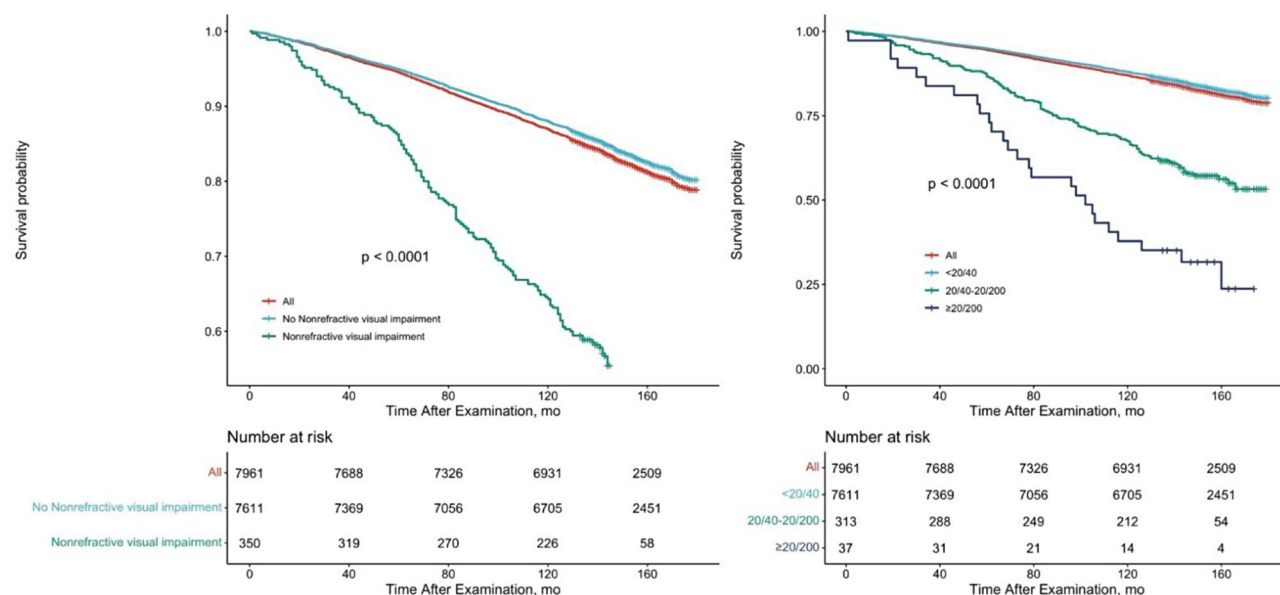 Survival probability
1.0
0.9
0.8
0.7
0.6
p < 0.0001
All
No Nonrefractive visual impairment
Nonrefractive visual impairment
0 40 80 120 160
Time After Examination, mo
Number at risk
All 7961 7688 7326 6931 2509
No Nonrefractive visual impairment 7611 7369 7056 6705 2451
Nonrefractive visual impairment 350 319 270 226 58
0 40 80 120 160
Time After Examination, mo
Survival probability
1.00
0.75
0.50
0.25
0.00
p < 0.0001
All
<20/40
20/40-20/200
≥20/200
0 40 80 120 160
Time After Examination, mo
Number at risk
All 7961 7688 7326 6931 2509
<20/40 7611 7369 7056 6705 2451
20/40-20/200 313 288 249 212 54
≥20/200 37 31 21 14 4
0 40 80 120 160
Time After Examination, mo